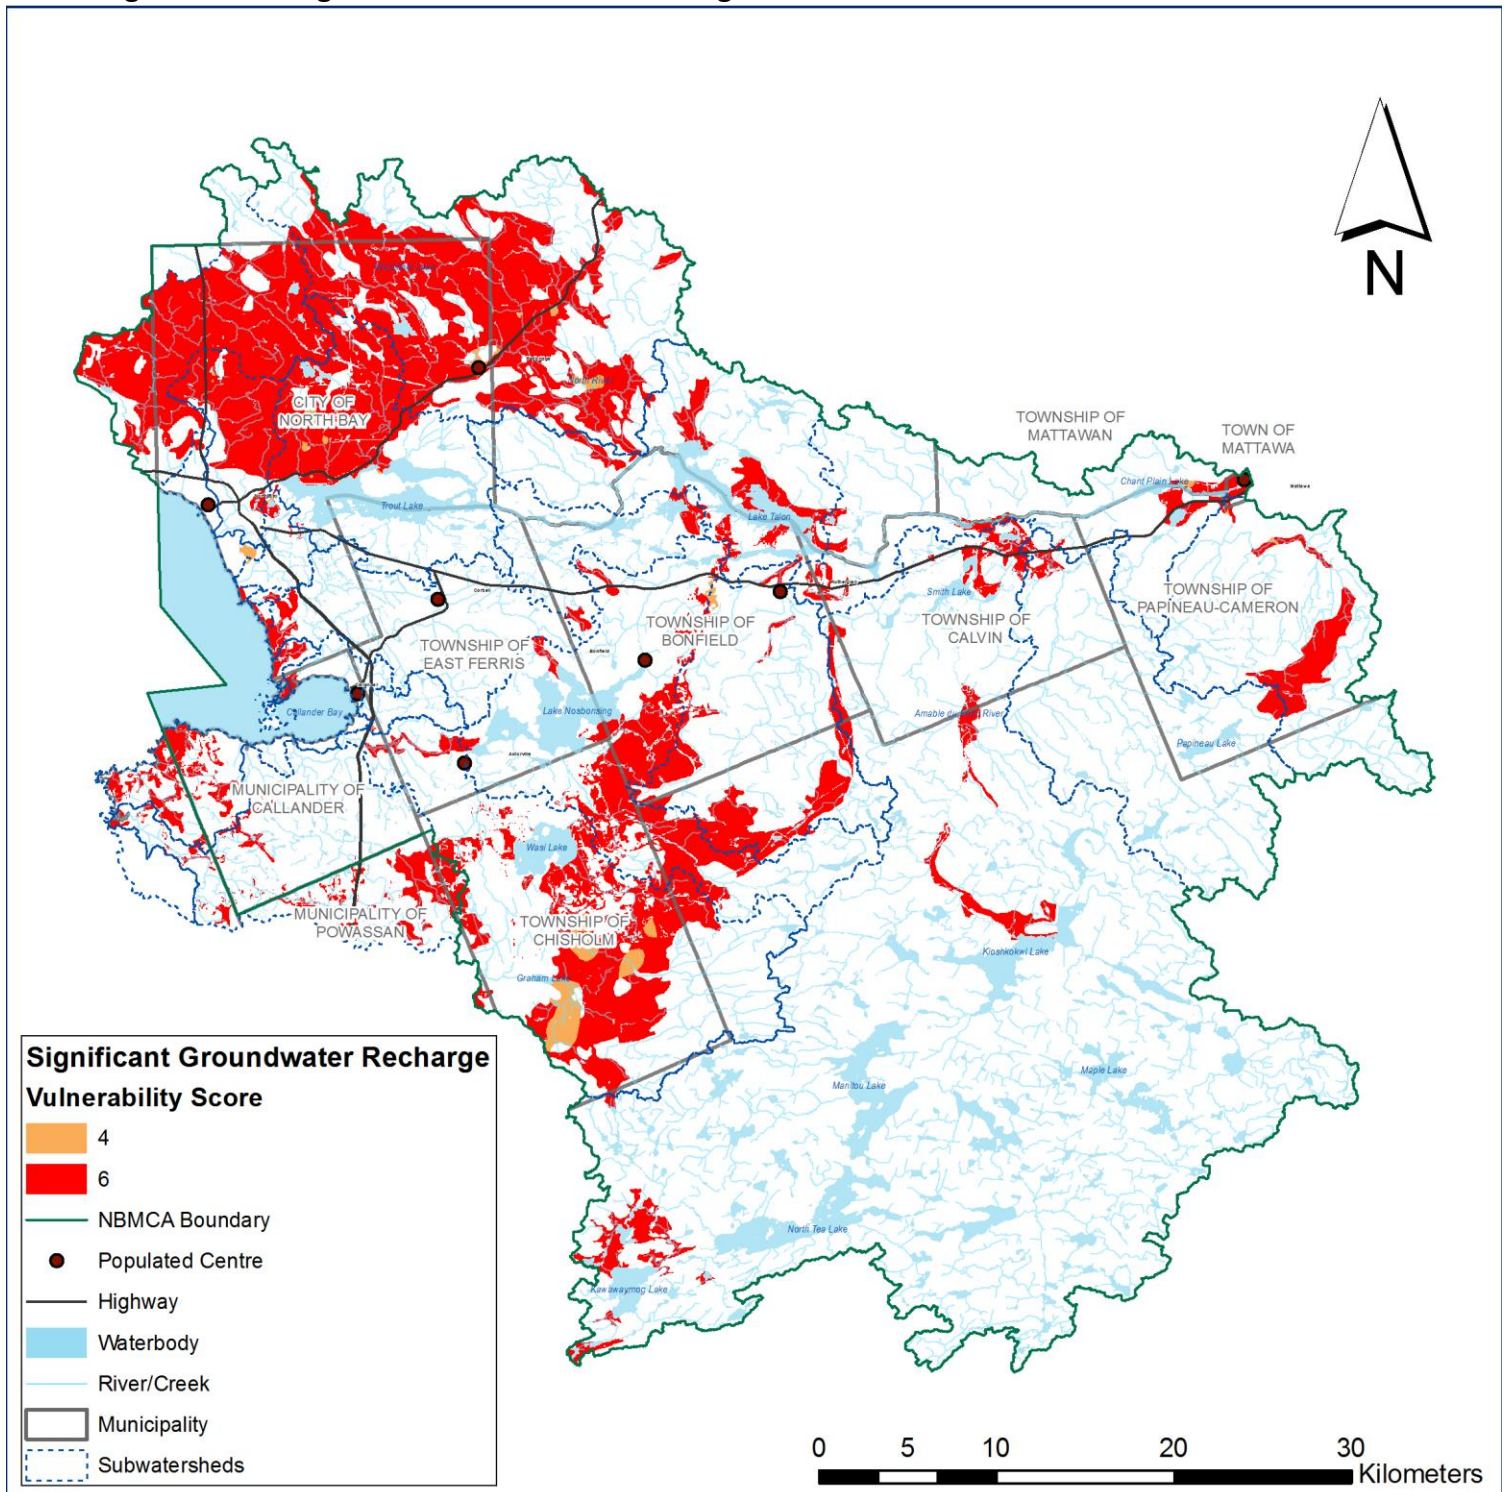 N
TOWNSHIP OF
MATTAWAN
TOWN OF
MATTAWA
Chant Plain Lake
Mattawa
CITY OF
NORTH BAY
Trout Lake
Lake Talon
Corbeil
Smith Lake
TOWNSHIP OF
PAPINEAU-CAMERON
TOWNSHIP OF
CALVIN
TOWNSHIP OF
BONFIELD
TOWNSHIP OF
EAST FERRIS
Bonfield
Callander Bay
Lake Nosbonsing
Astorville
Papineau Lake
MUNICIPALITY OF
CALLANDER
Wasi Lake
MUNICIPALITY OF
POWASSAN
TOWNSHIP OF
CHISHOLM
Graham Lake
Kioshkokwi Lake
Manitou Lake
Maple Lake
North Tea Lake
Kawawaymog Lake
Significant Groundwater Recharge
Vulnerability Score
4
6
NBMCA Boundary
Populated Centre
Highway
Waterbody
River/Creek
Municipality
Subwatersheds
0 5 10 20 30
Kilometers